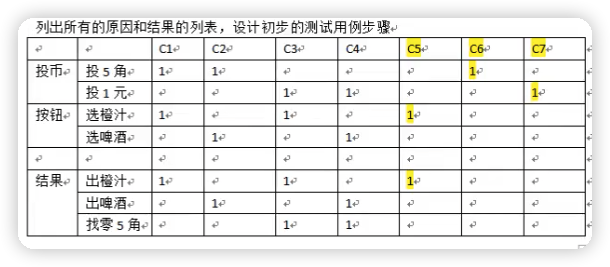 列出所有的原因和结果的列表，设计初步的测试用例步骤
C1 C2 C3 C4 C5 C6 C7
投币 投 5 角 1 1 1
投 1 元 1 1 1
按钮 选橙汁 1 1 1
选啤酒 1 1
结果 出橙汁 1 1 1
出啤酒 1 1
找零 5 角 1 1